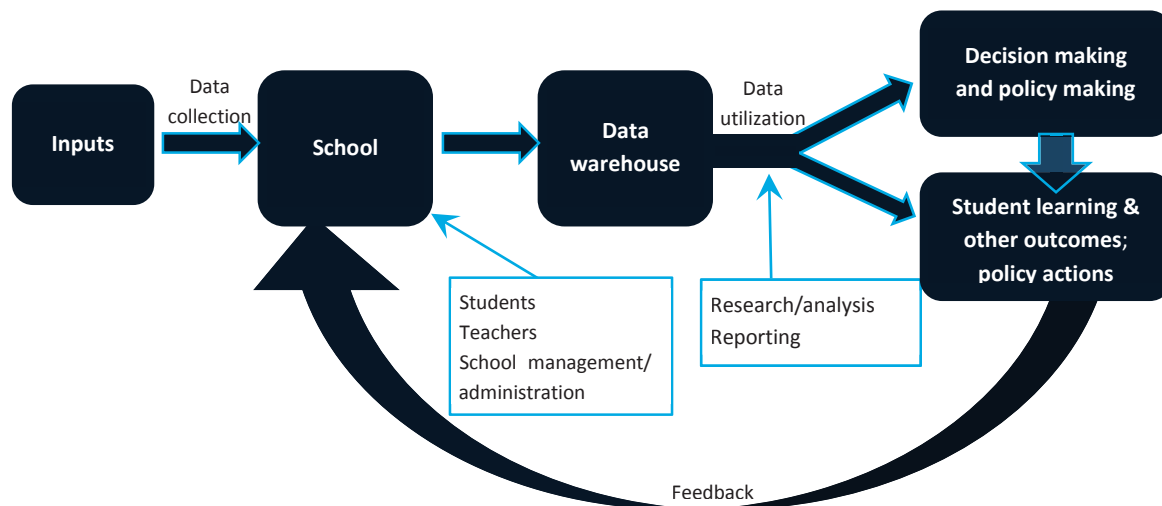 Inputs
Data
collection
School
Data
warehouse
Data
utilization
Decision making
and policy making
Student learning &
other outcomes;
policy actions
Students
Teachers
School management/
administration
Research/analysis
Reporting
Feedback